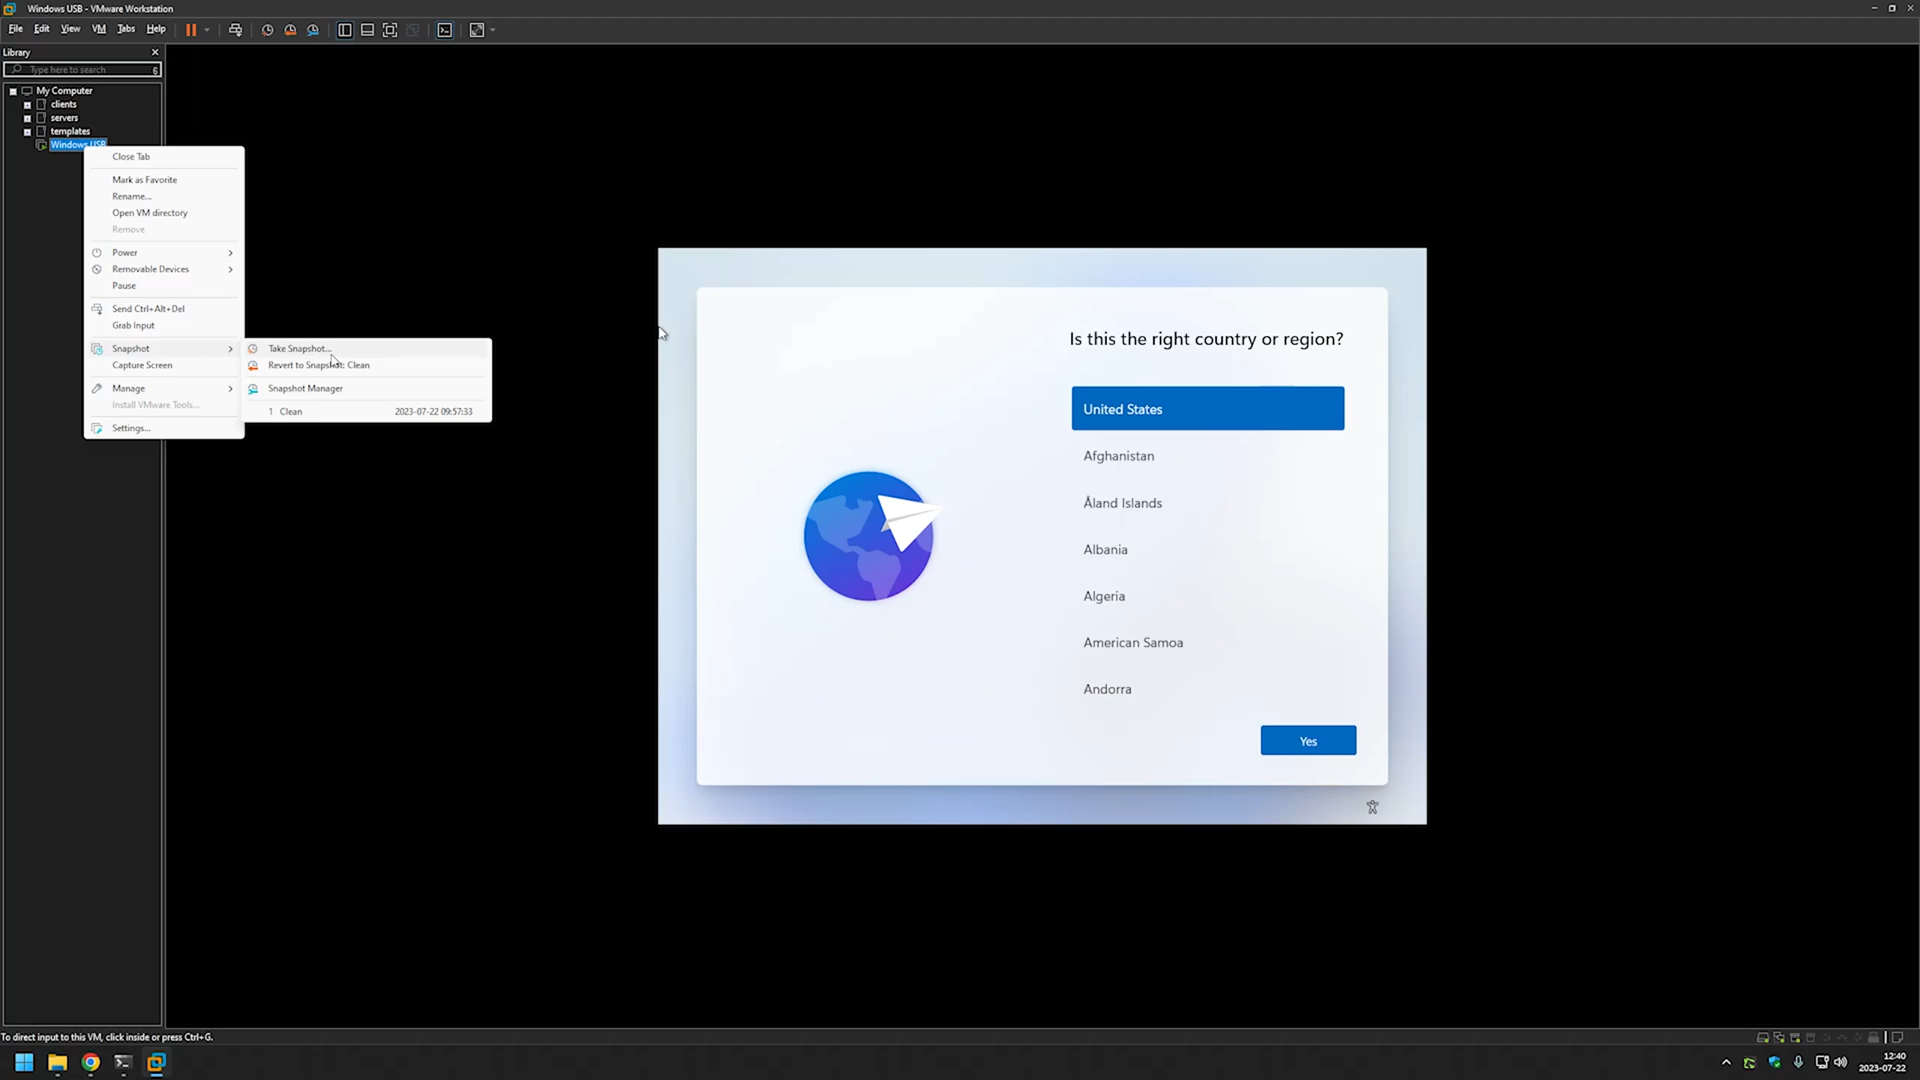 Windows USB - VMware Workstation
File Edit View VM Tabs Help
Library
Type here to search
My Computer
clients
servers
templates
Windows USB
Close Tab
Mark as Favorite
Rename...
Open VM directory
Remove
Power
Removable Devices
Pause
Send Ctrl+Alt+Del
Grab Input
Snapshot
Capture Screen
Manage
Install VMware Tools...
Settings...
Take Snapshot...
Revert to Snapshot: Clean
Snapshot Manager
1 Clean 2023-07-22 09:57:33
Is this the right country or region?
United States
Afghanistan
Åland Islands
Albania
Algeria
American Samoa
Andorra
Yes
To direct input to this VM, click inside or press Ctrl+G.
12:40
2023-07-22